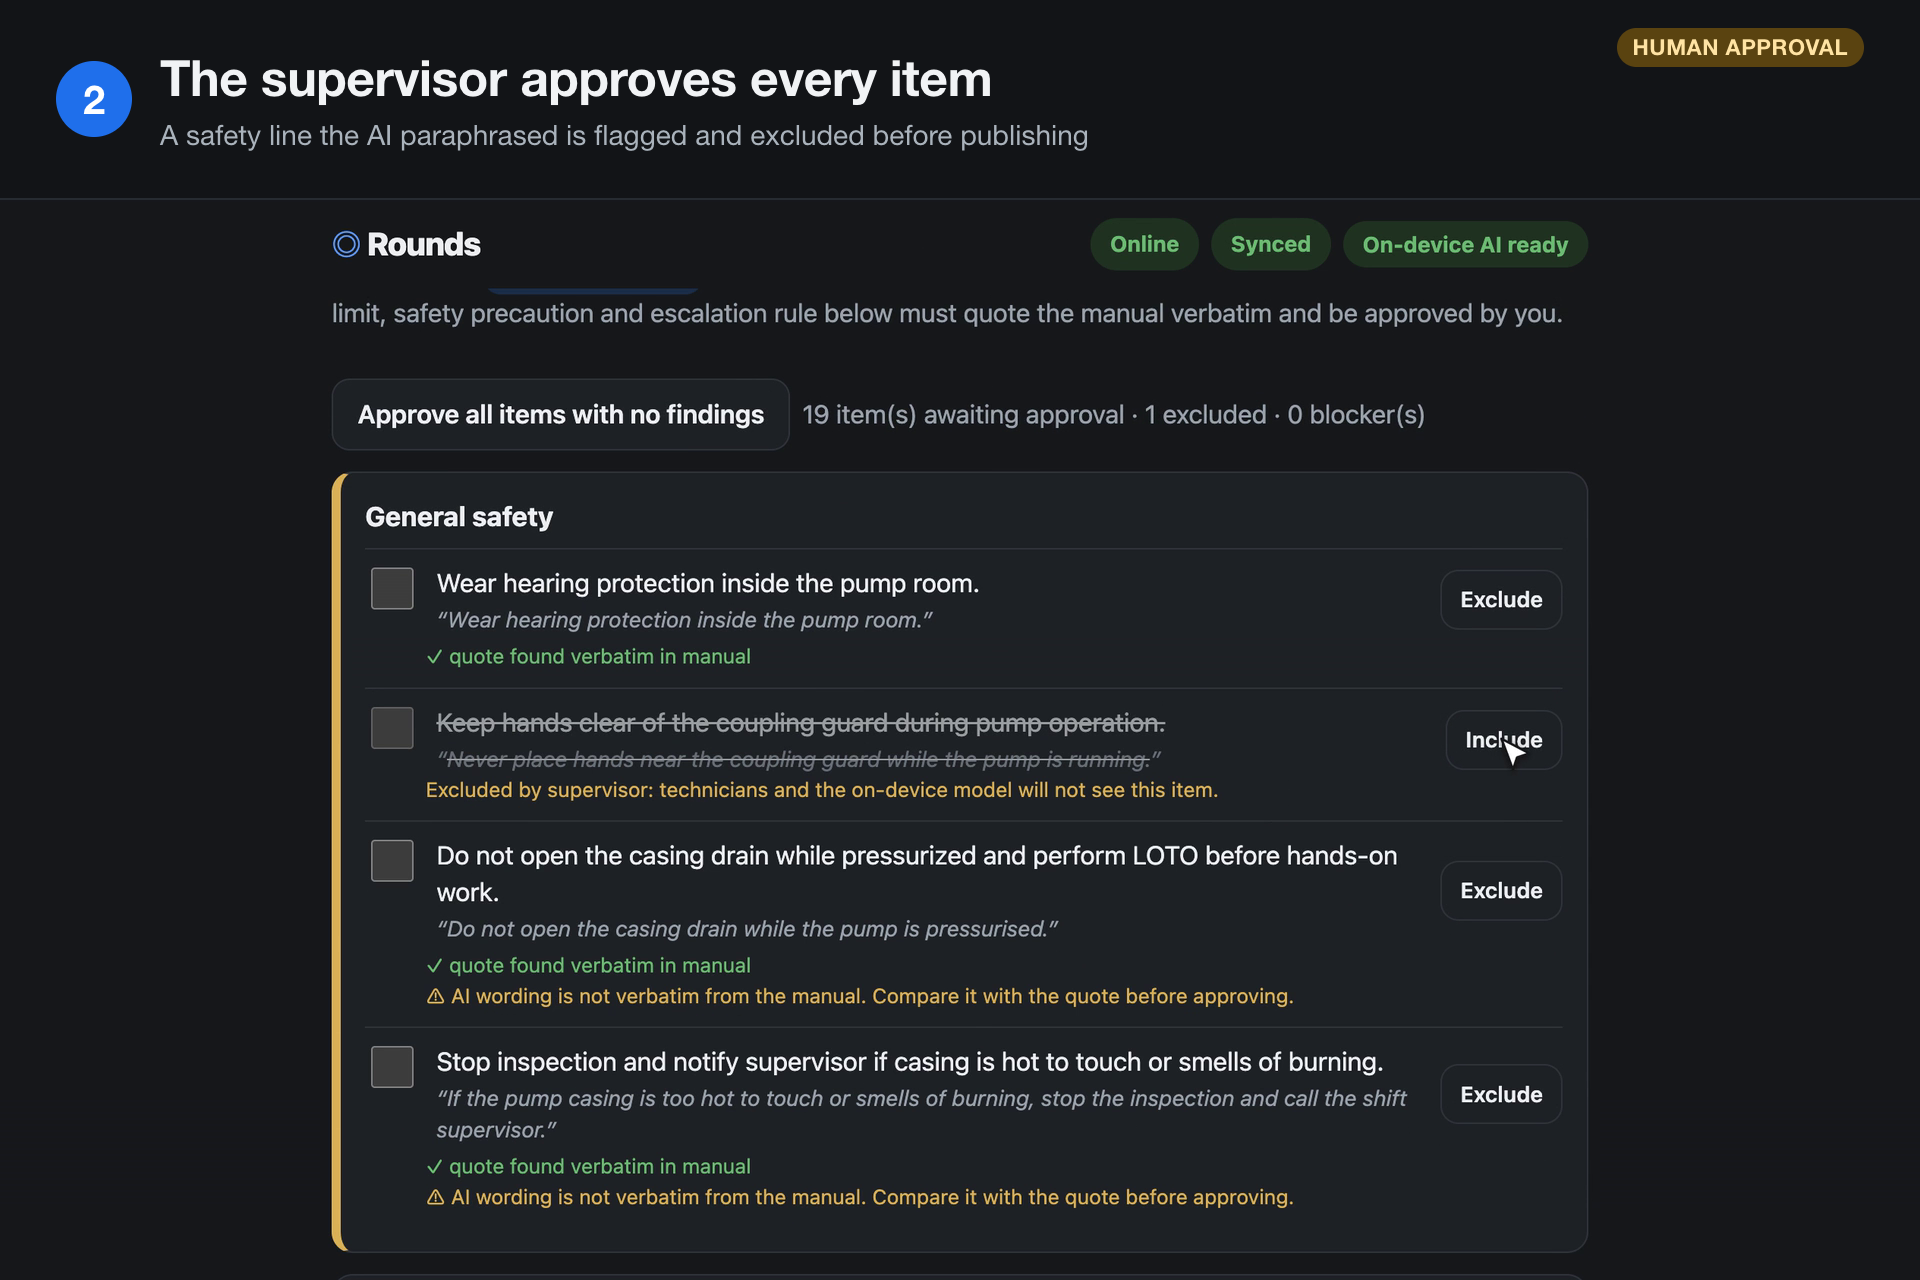 HUMAN APPROVAL
2
The supervisor approves every item
A safety line the AI paraphrased is flagged and excluded before publishing
Rounds
Online
Synced
On-device AI ready
limit, safety precaution and escalation rule below must quote the manual verbatim and be approved by you.
Approve all items with no findings
19 item(s) awaiting approval · 1 excluded · 0 blocker(s)
General safety
Wear hearing protection inside the pump room.
“Wear hearing protection inside the pump room.”
✓ quote found verbatim in manual
Exclude
Keep hands clear of the coupling guard during pump operation.
“Never place hands near the coupling guard while the pump is running.”
Excluded by supervisor: technicians and the on-device model will not see this item.
Include
Do not open the casing drain while pressurized and perform LOTO before hands-on
work.
“Do not open the casing drain while the pump is pressurised.”
✓ quote found verbatim in manual
⚠ AI wording is not verbatim from the manual. Compare it with the quote before approving.
Exclude
Stop inspection and notify supervisor if casing is hot to touch or smells of burning.
“If the pump casing is too hot to touch or smells of burning, stop the inspection and call the shift
supervisor.”
✓ quote found verbatim in manual
⚠ AI wording is not verbatim from the manual. Compare it with the quote before approving.
Exclude